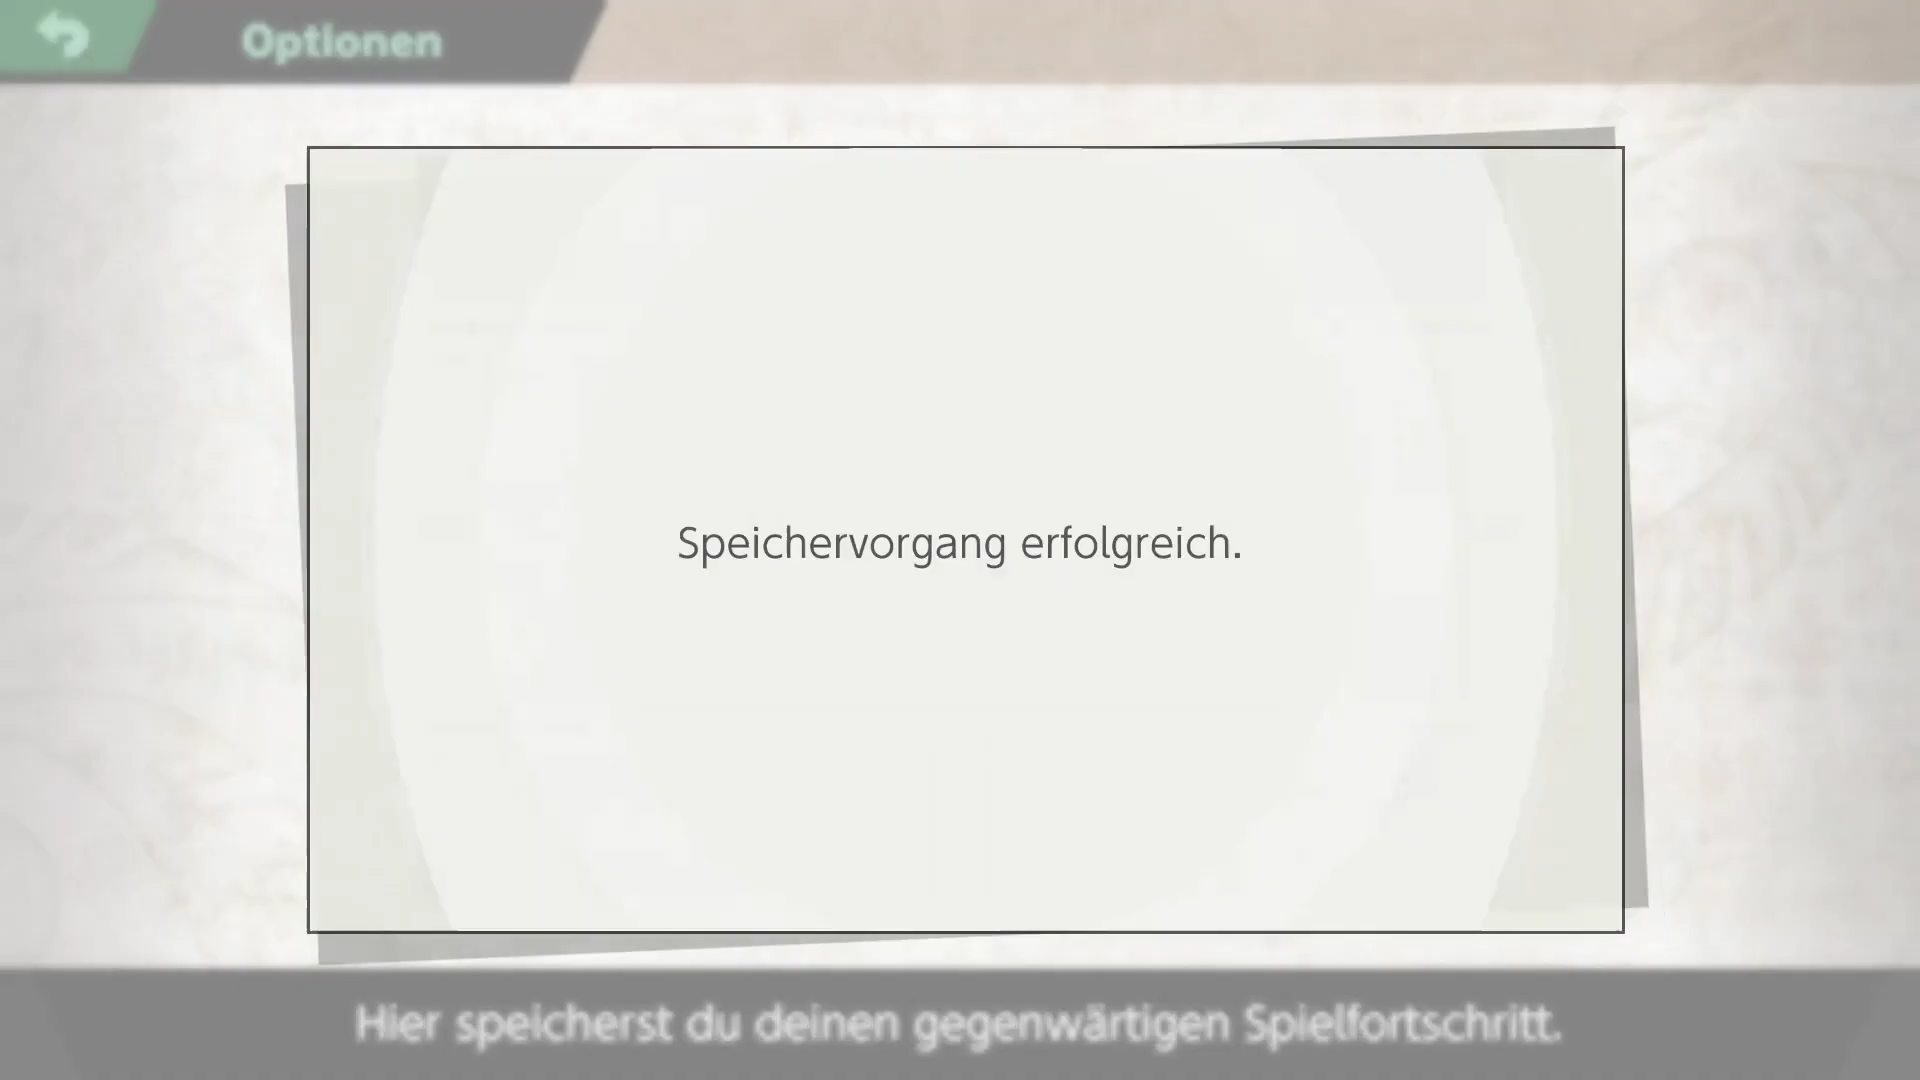 Optionen
Speichervorgang erfolgreich.
Hier speicherst du deinen gegenwärtigen Spielfortschritt.